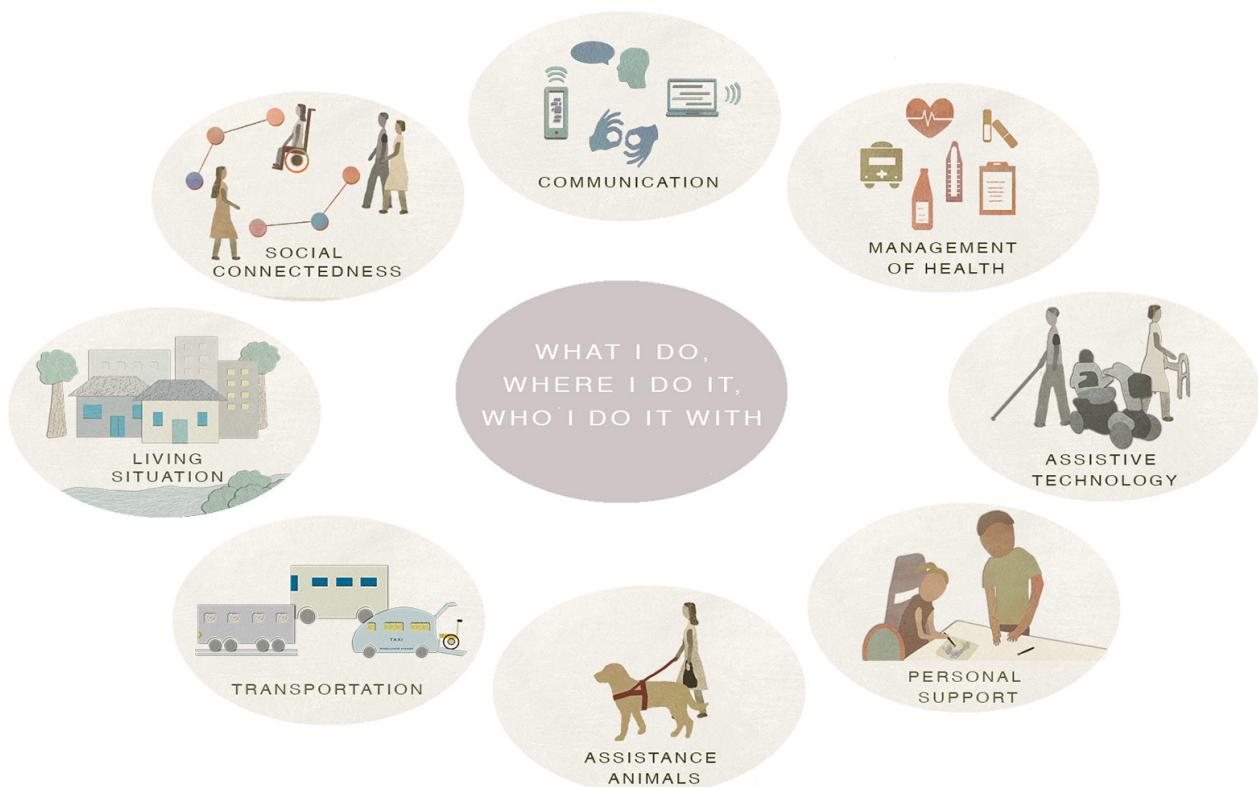 COMMUNICATION
SOCIAL
CONNECTEDNESS
MANAGEMENT
OF HEALTH
WHAT I DO,
WHERE I DO IT,
WHO I DO IT WITH
LIVING
SITUATION
ASSISTIVE
TECHNOLOGY
TAXI
TRANSPORTATION
PERSONAL
SUPPORT
ASSISTANCE
ANIMALS